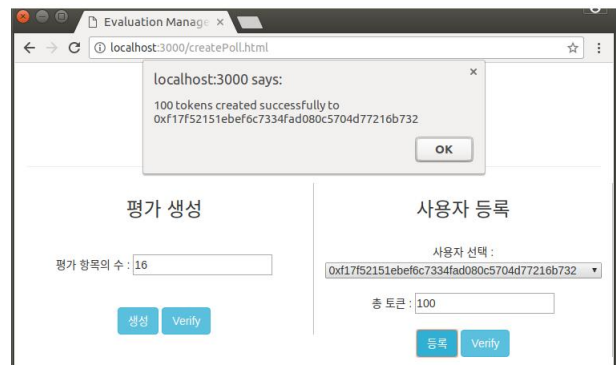 Evaluation Manage
localhost:3000/createPoll.html
localhost:3000 says:
100 tokens created successfully to
0xf17f52151ebef6c7334fad080c5704d77216b732
OK
평가 생성
평가 항목의 수 : 16
생성 Verify
사용자 등록
사용자 선택 :
0xf17f52151ebef6c7334fad080c5704d77216b732
총 토큰 : 100
등록 Verify